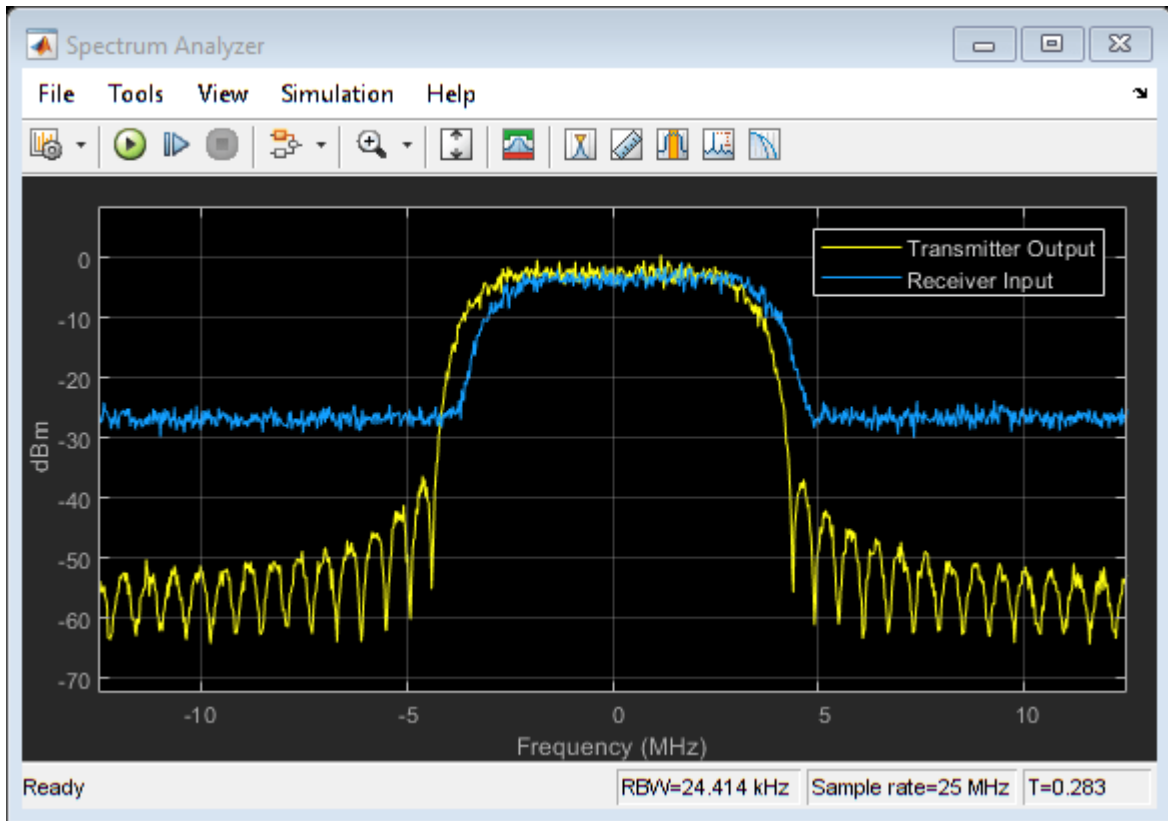 Spectrum Analyzer
File Tools View Simulation Help
Transmitter Output
Receiver Input
0
-10
-20
-30
-40
-50
-60
-70
dBm
-10 -5 0 5 10
Frequency (MHz)
Ready RBW=24.414 kHz Sample rate=25 MHz T=0.283